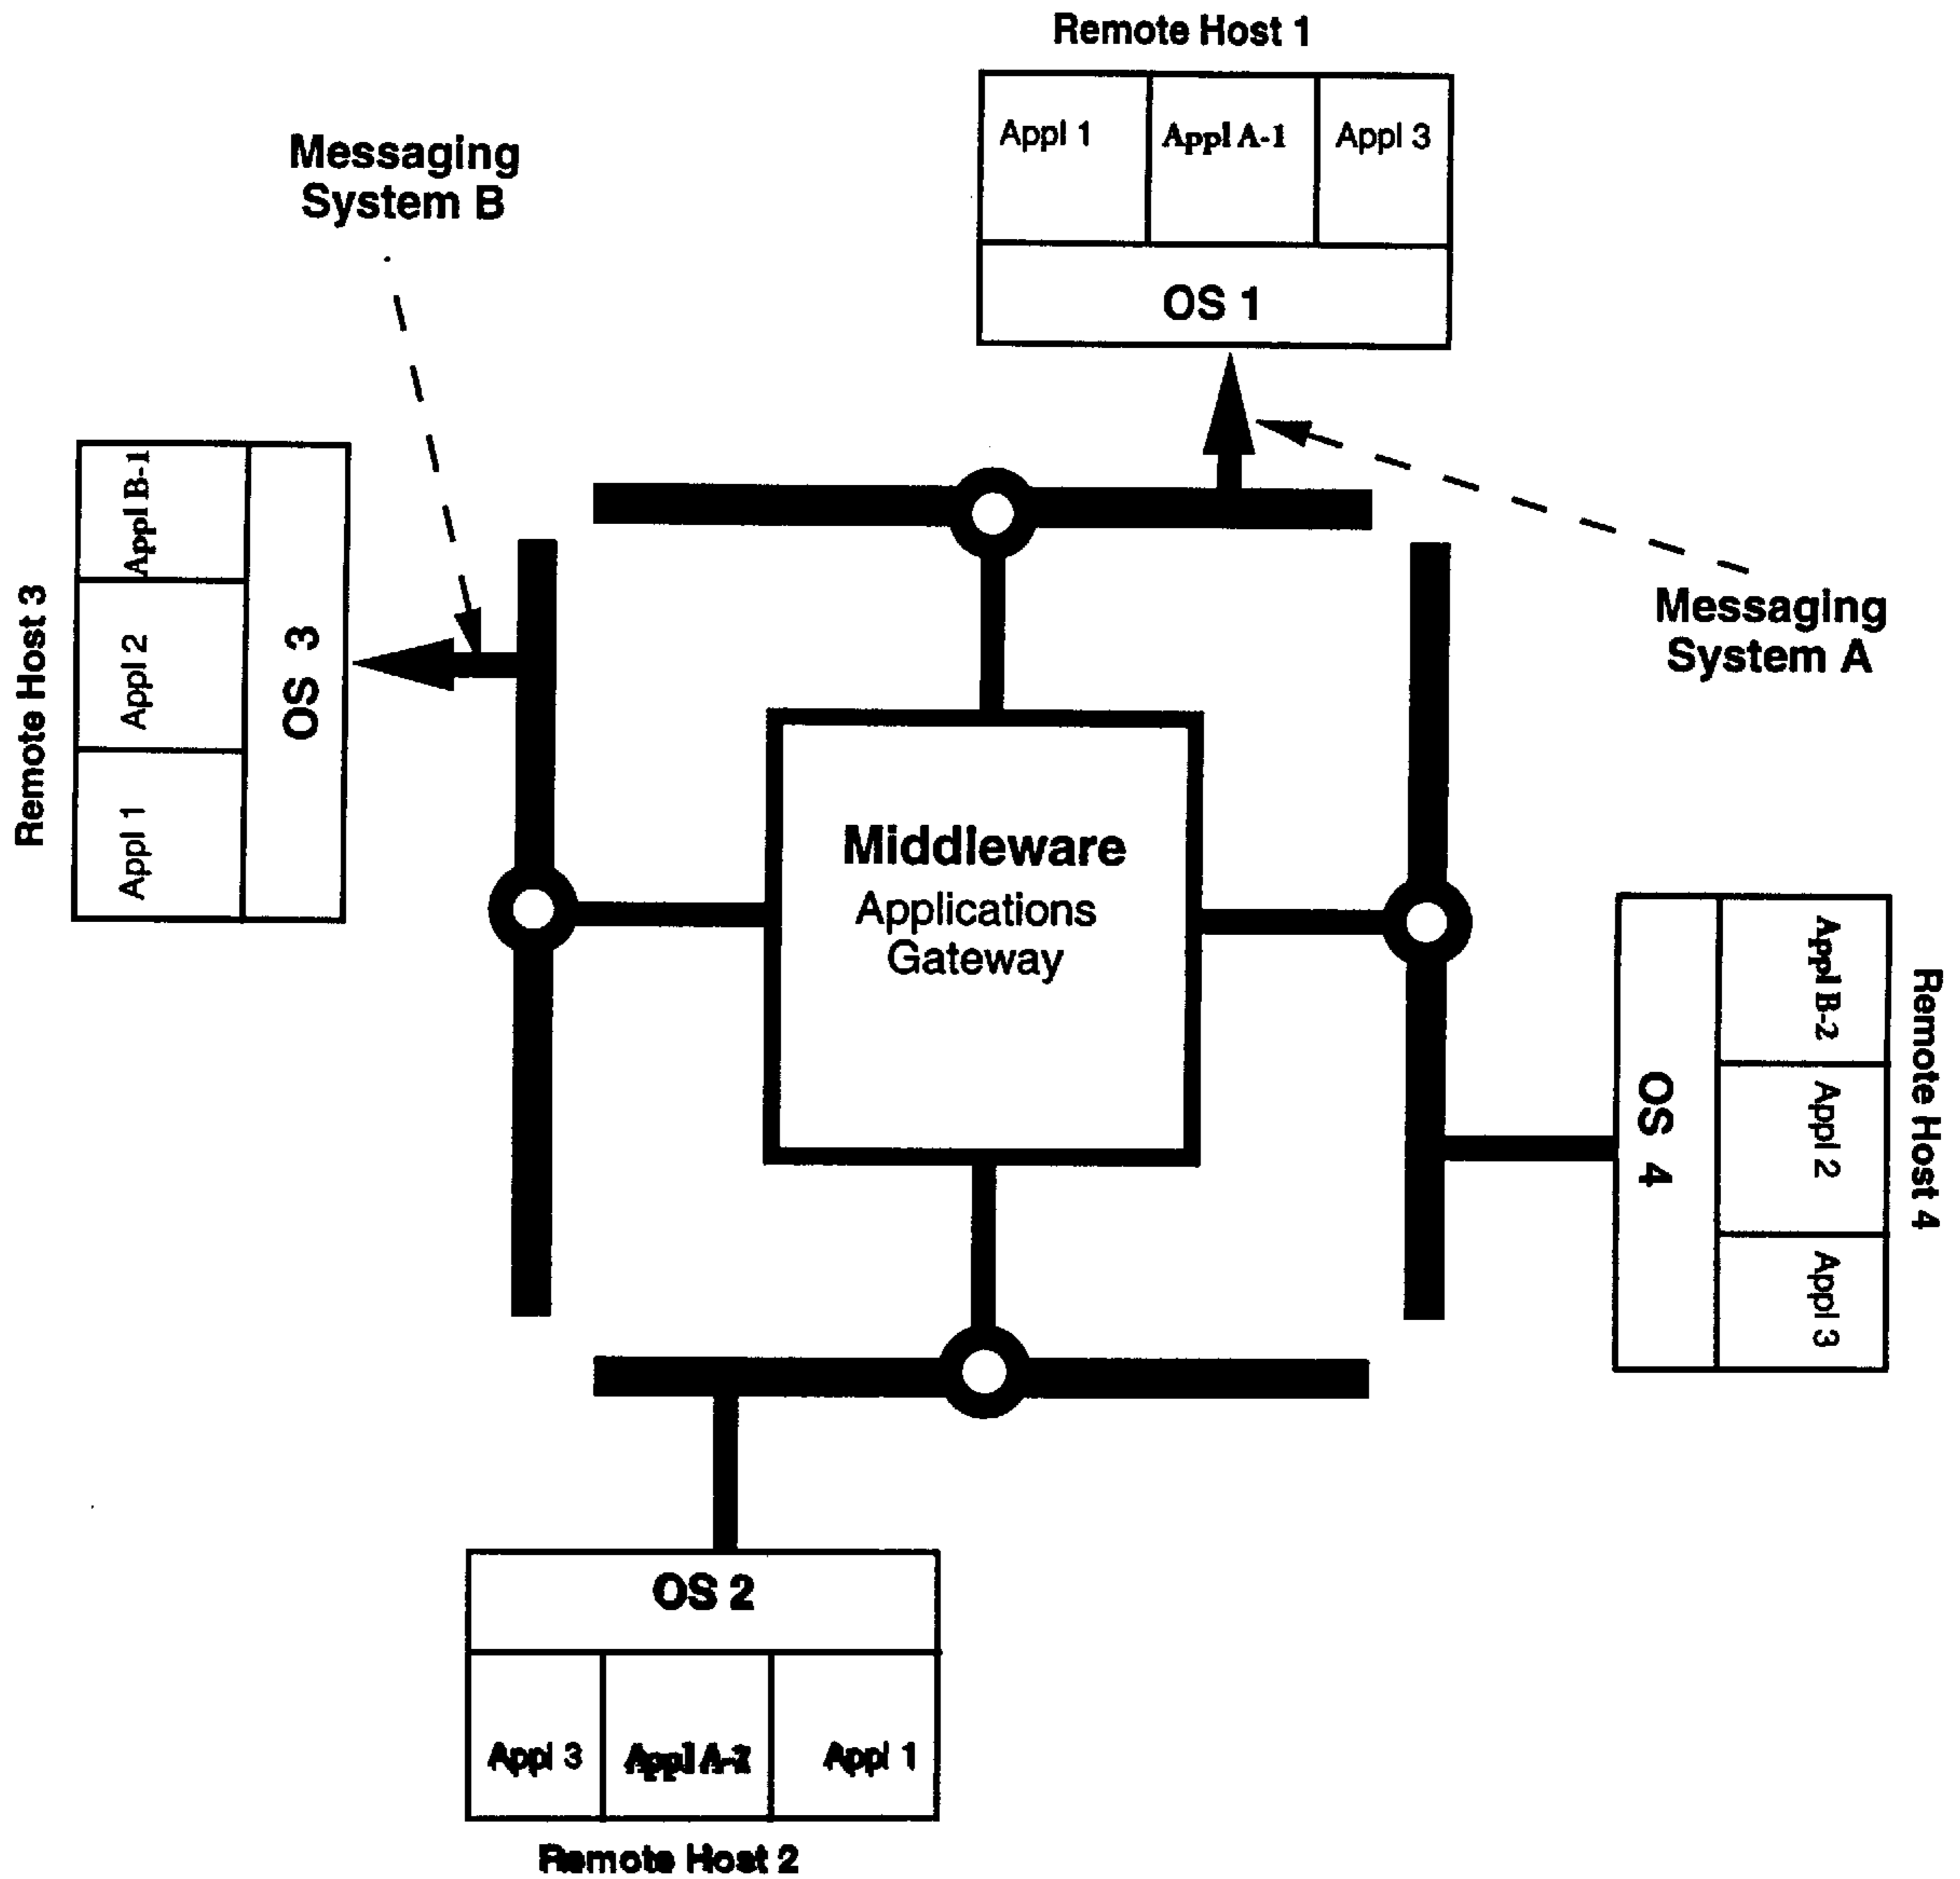 Remote Host 1
Appl 1
Appl A-1
Appl 3
OS 1
Messaging
System B
Messaging
System A
Remote Host 3
Appl B-1
Appl 2
Appl 1
OS 3
Middleware
Applications
Gateway
OS 4
Appl B-2
Appl 2
Appl 3
Remote Host 4
OS 2
Appl 3
Appl A-2
Appl 1
Remote Host 2